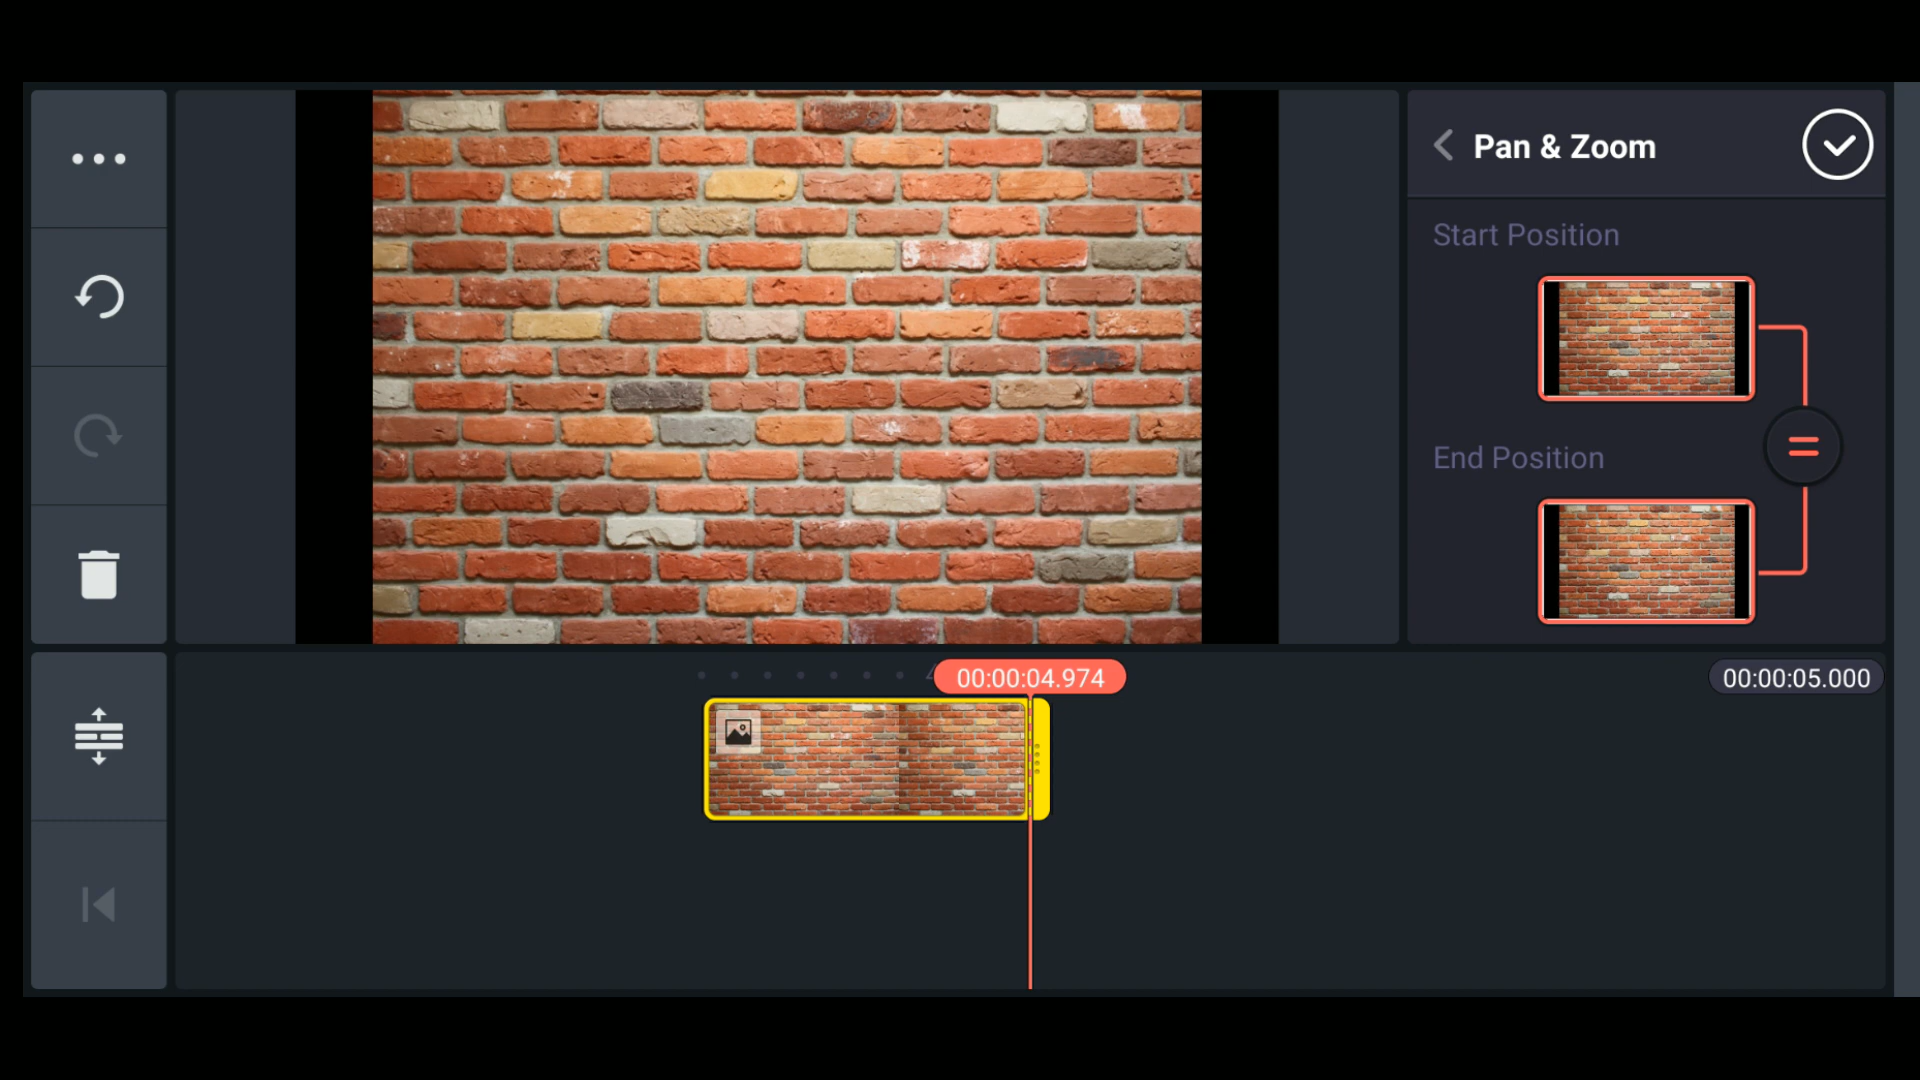 Pan & Zoom
Start Position
End Position
00:00:04.974
00:00:05.000